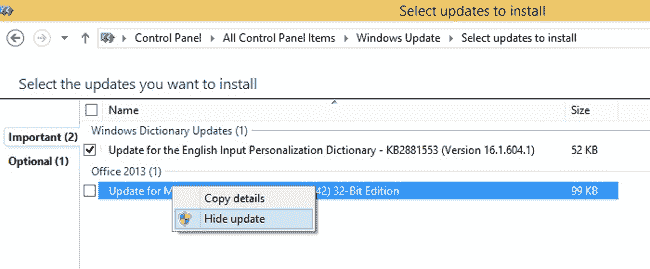 Select updates to install
Control Panel ▸ All Control Panel Items ▸ Windows Update ▸ Select updates to install
Select the updates you want to install
Name Size
Important (2)
Optional (1)
Windows Dictionary Updates (1)
Update for the English Input Personalization Dictionary - KB2881553 (Version 16.1.604.1) 52 KB
Office 2013 (1)
Update for M 42) 32-Bit Edition 99 KB
Copy details
Hide update